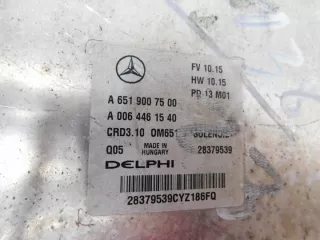 FV 10.15
HW 10.15
PD 13 M01
A 651 900 75 00
A 006 446 15 40
CRD3.10 OM651 SOLENOID
Q05 MADE IN HUNGARY 28379539
DELPHI
28379539CYZ186FQ